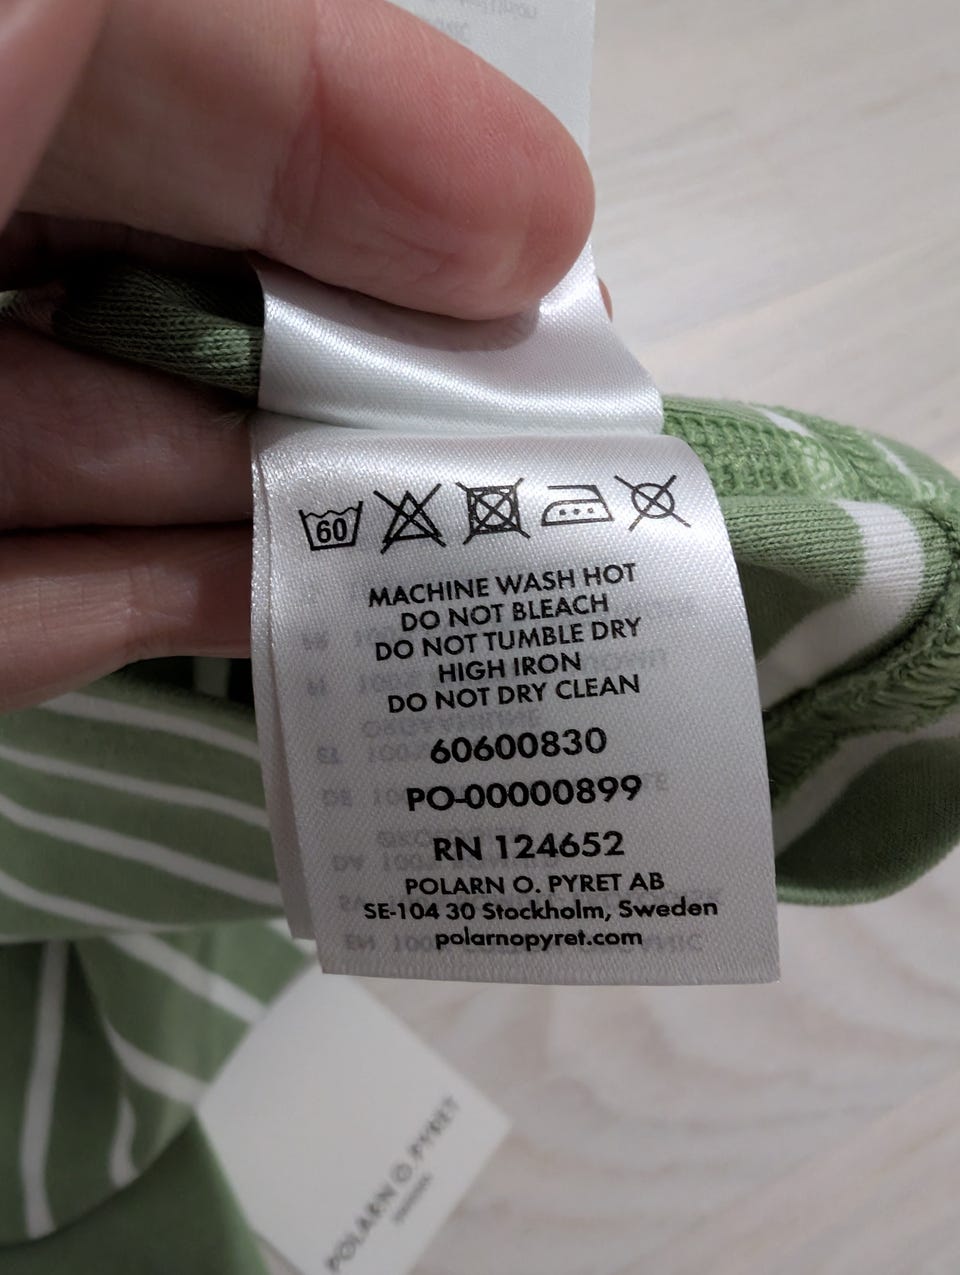 60
MACHINE WASH HOT
DO NOT BLEACH
DO NOT TUMBLE DRY
HIGH IRON
DO NOT DRY CLEAN
60600830
PO-00000899
RN 124652
POLARN O. PYRET AB
SE-104 30 Stockholm, Sweden
polarnopyret.com
POLARN O. PYRET